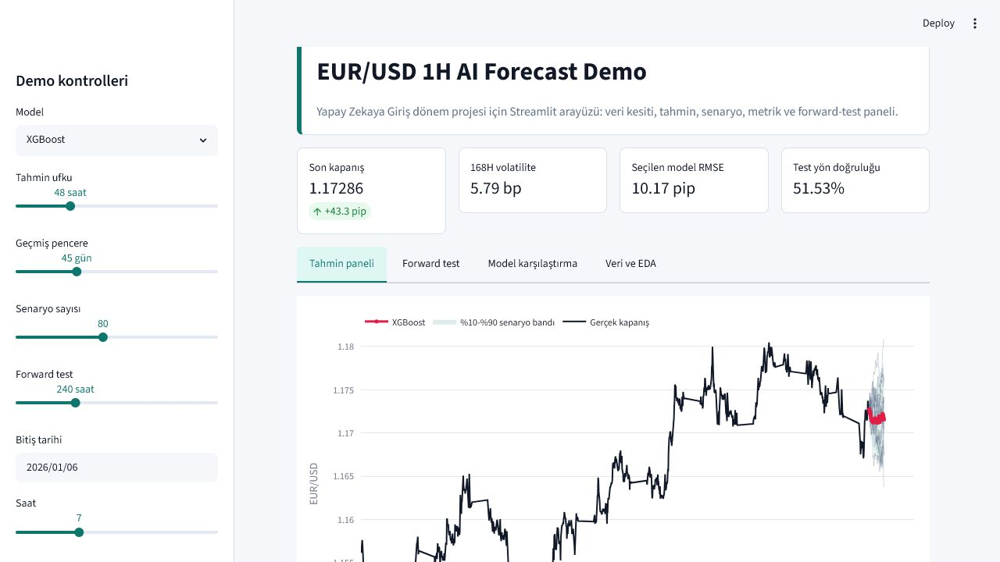 Deploy
Demo kontrolleri
Model
XGBoost
Tahmin ufku
48 saat
Geçmiş pencere
45 gün
Senaryo sayısı
80
Forward test
240 saat
Bitiş tarihi
2026/01/06
Saat
7
EUR/USD 1H AI Forecast Demo
Yapay Zekaya Giriş dönem projesi için Streamlit arayüzü: veri kesiti, tahmin, senaryo, metrik ve forward-test paneli.
Son kapanış
1.17286
+43.3 pip
168H volatilite
5.79 bp
Seçilen model RMSE
10.17 pip
Test yön doğruluğu
51.53%
Tahmin paneli
Forward test
Model karşılaştırma
Veri ve EDA
XGBoost
%10-%90 senaryo bandı
Gerçek kapanış
1.18
1.175
1.17
1.165
1.16
1.155
EUR/USD